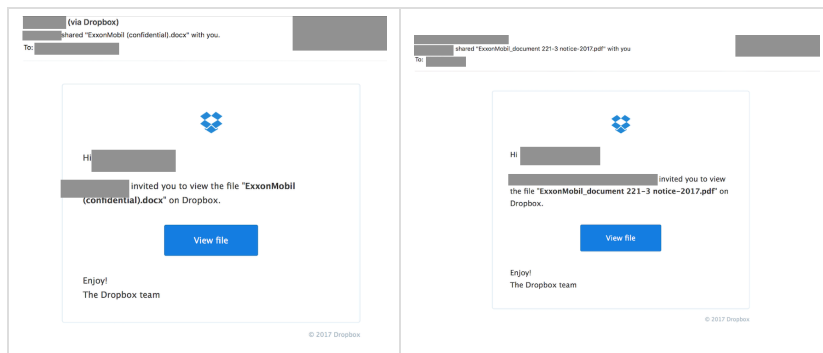 (via Dropbox)
shared "ExxonMobil (confidential).docx" with you.
To:
Hi
invited you to view the file "ExxonMobil
(confidential).docx" on Dropbox.
View file
Enjoy!
The Dropbox team
© 2017 Dropbox
shared "ExxonMobil_document 221-3 notice-2017.pdf" with you
To:
Hi
invited you to view
the file "ExxonMobil_document 221-3 notice-2017.pdf" on
Dropbox.
View file
Enjoy!
The Dropbox team
© 2017 Dropbox